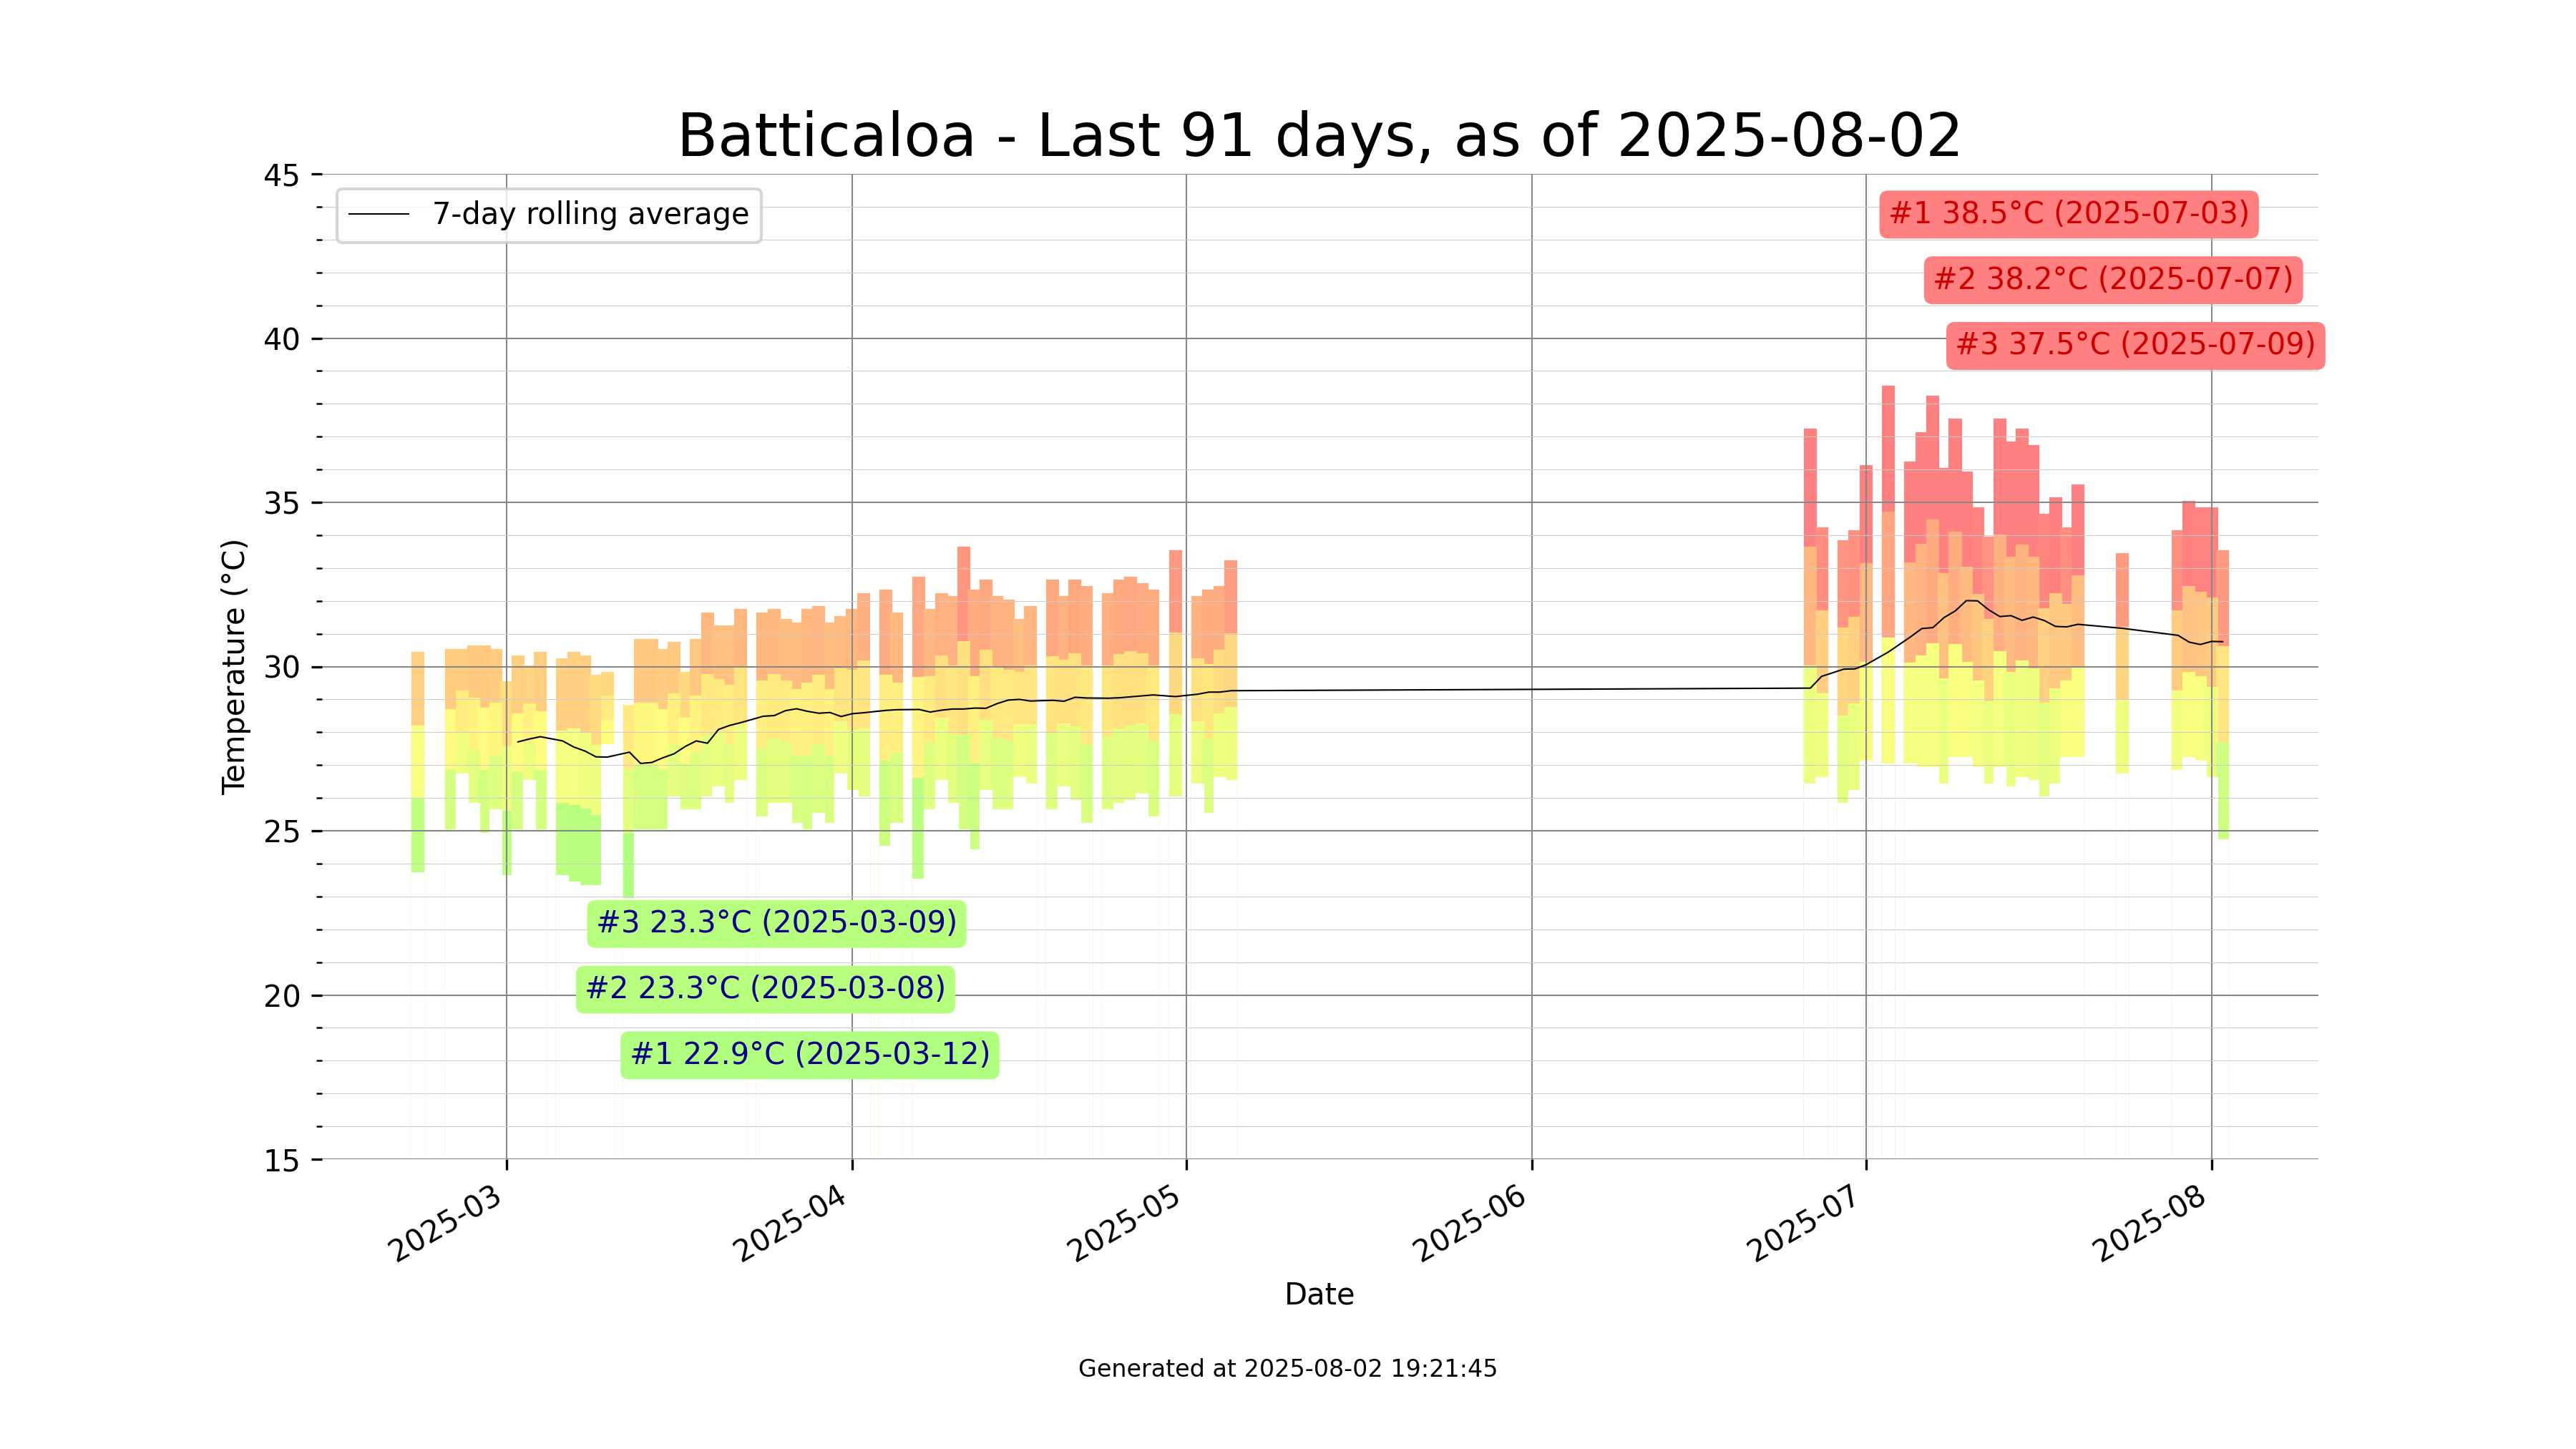 Batticaloa - Last 91 days, as of 2025-08-02
45
40
35
30
25
20
15
Temperature (°C)
7-day rolling average
#1 38.5°C (2025-07-03)
#2 38.2°C (2025-07-07)
#3 37.5°C (2025-07-09)
#3 23.3°C (2025-03-09)
#2 23.3°C (2025-03-08)
#1 22.9°C (2025-03-12)
2025-03
2025-04
2025-05
2025-06
2025-07
2025-08
Date
Generated at 2025-08-02 19:21:45